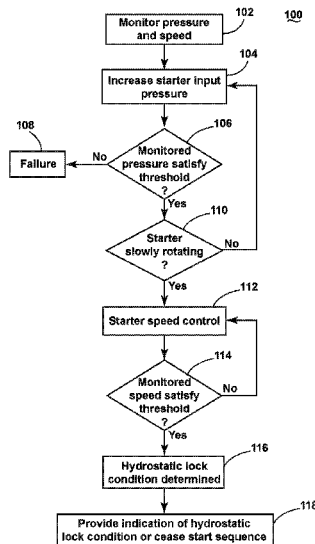 100
102
Monitor pressure
and speed
104
Increase starter input
pressure
106
108
Monitored
pressure satisfy
threshold
?
No
Failure
Yes
110
Starter
slowly rotating
?
No
Yes
112
Starter speed control
114
Monitored
speed satisfy
threshold
?
No
Yes
116
Hydrostatic lock
condition determined
118
Provide indication of hydrostatic
lock condition or cease start sequence